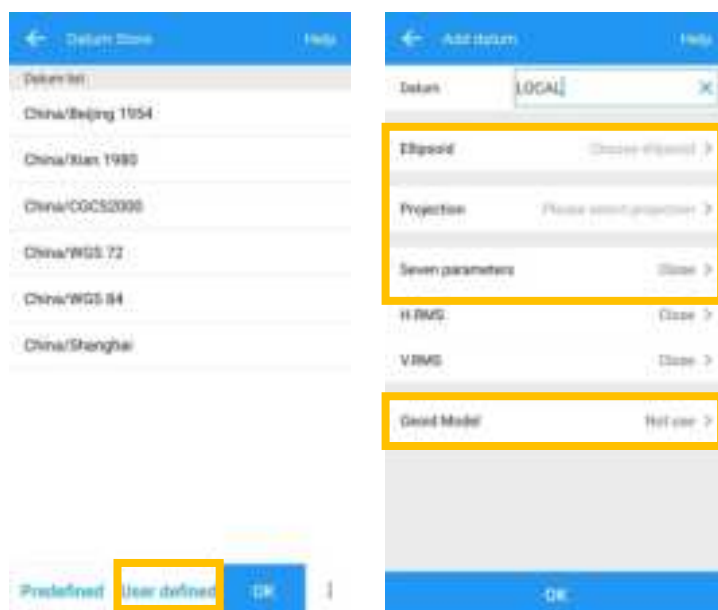 Datum Store Help
Datum list
China/Beijing 1954
China/Xian 1980
China/CGCS2000
China/WGS 72
China/WGS 84
China/Shanghai
Predefined User defined OK
Add datum Help
Datum LOCAL
Ellipsoid Choose ellipsoid
Projection Please select projection
Seven parameters Close
H.RMS Close
V.RMS Close
Geoid Model Not use
OK